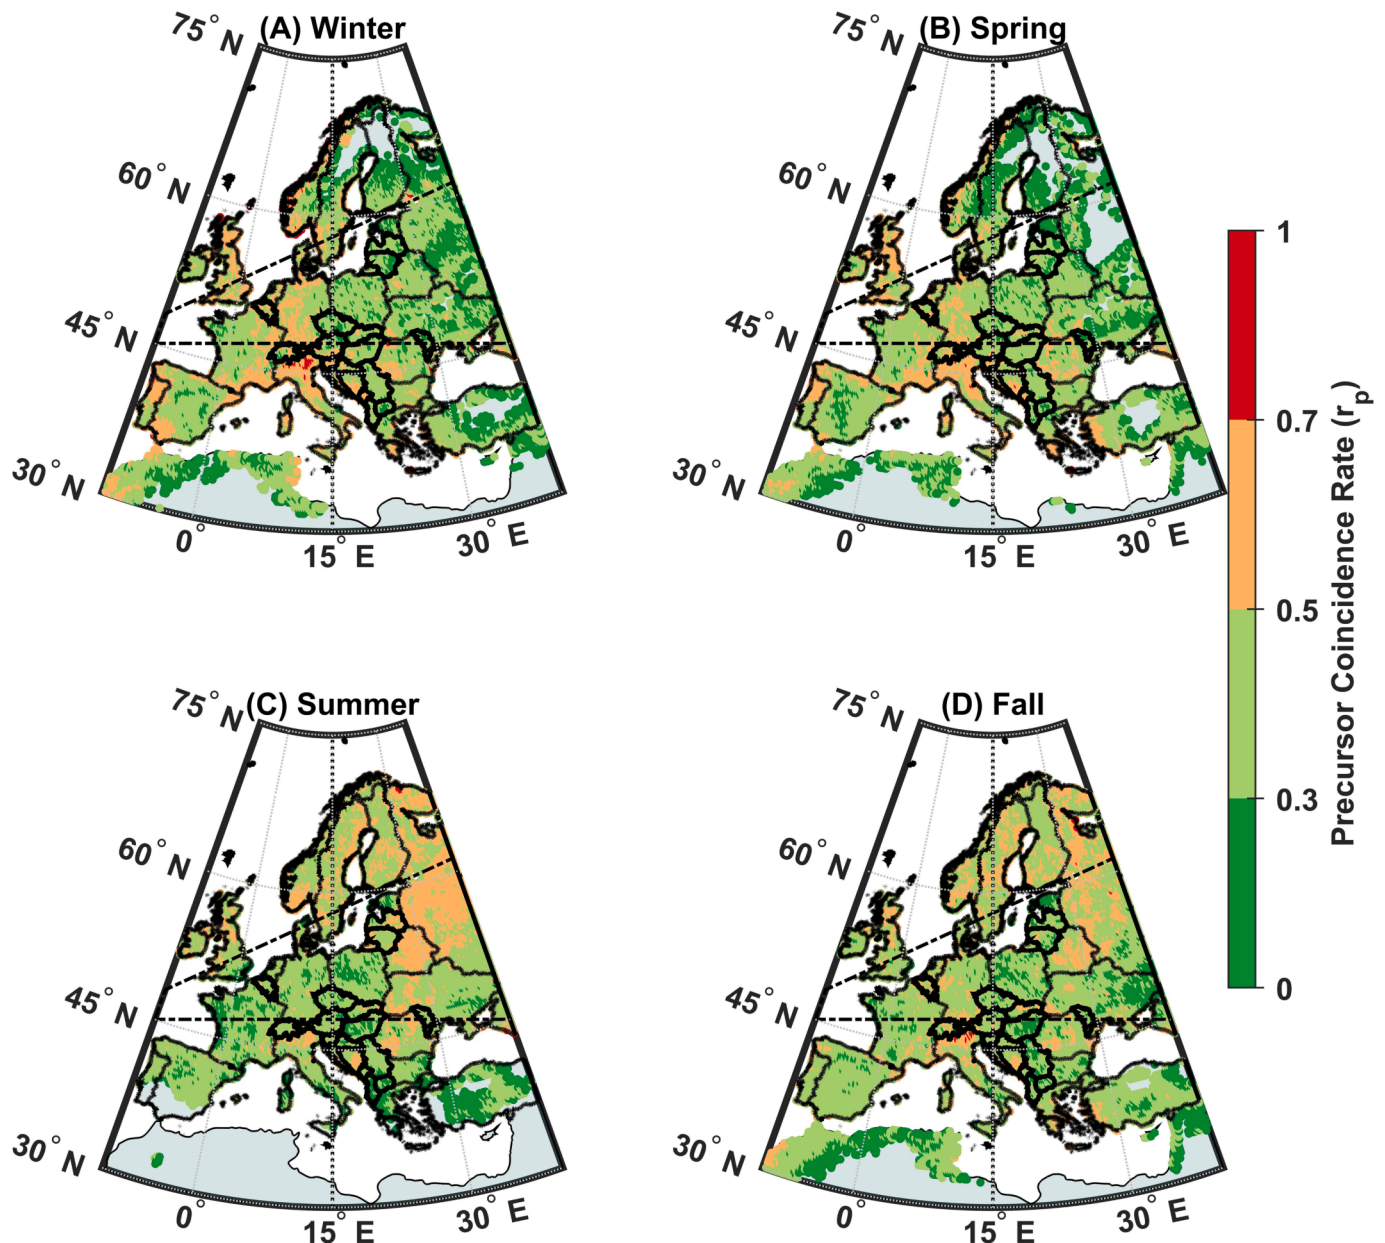 (A) Winter
75° N
60° N
45° N
30° N
0°
15° E
30° E
(B) Spring
75° N
60° N
45° N
30° N
0°
15° E
30° E
(C) Summer
75° N
60° N
45° N
30° N
0°
15° E
30° E
(D) Fall
75° N
60° N
45° N
30° N
0°
15° E
30° E
1
0.7
0.5
0.3
0
Precursor Coincidence Rate (rp)